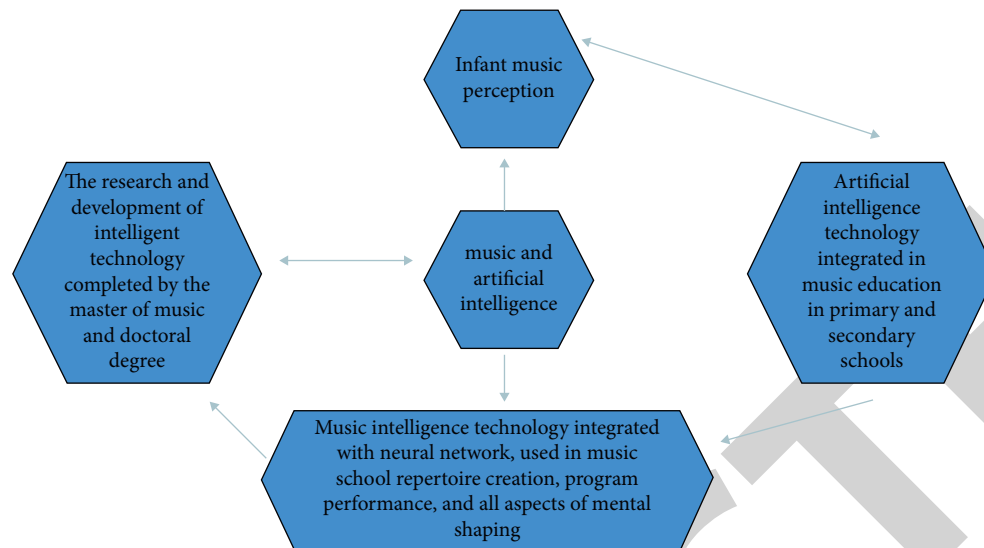 Infant music
perception
The research and
development of
intelligent
technology
completed by the
master of music
and doctoral
degree
music and
artificial
intelligence
Artificial
intelligence
technology
integrated in
music education
in primary and
secondary
schools
Music intelligence technology integrated
with neural network, used in music
school repertoire creation, program
performance, and all aspects of mental
shaping